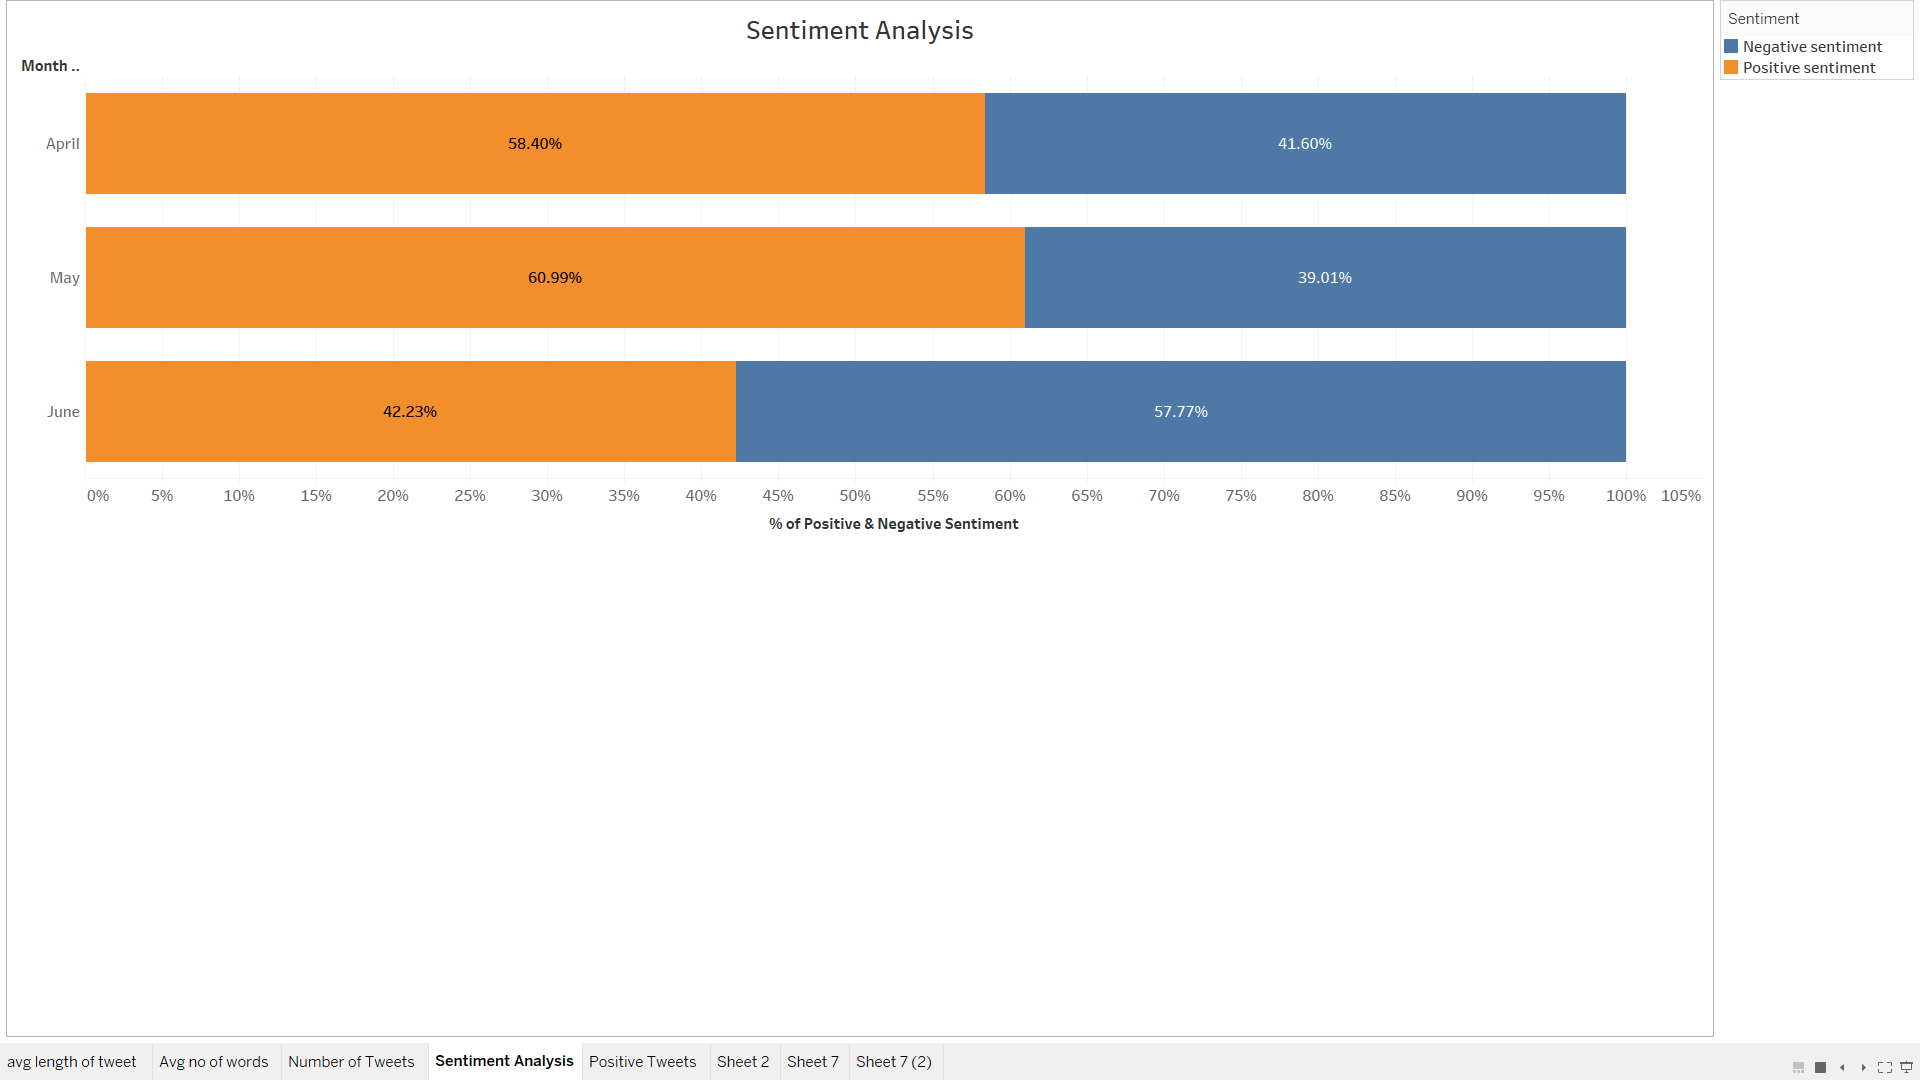 Sentiment Analysis
Sentiment
Negative sentiment
Positive sentiment
Month ..
April
58.40%
41.60%
May
60.99%
39.01%
June
42.23%
57.77%
0% 5% 10% 15% 20% 25% 30% 35% 40% 45% 50% 55% 60% 65% 70% 75% 80% 85% 90% 95% 100% 105%
% of Positive & Negative Sentiment
avg length of tweet Avg no of words Number of Tweets Sentiment Analysis Positive Tweets Sheet 2 Sheet 7 Sheet 7 (2)